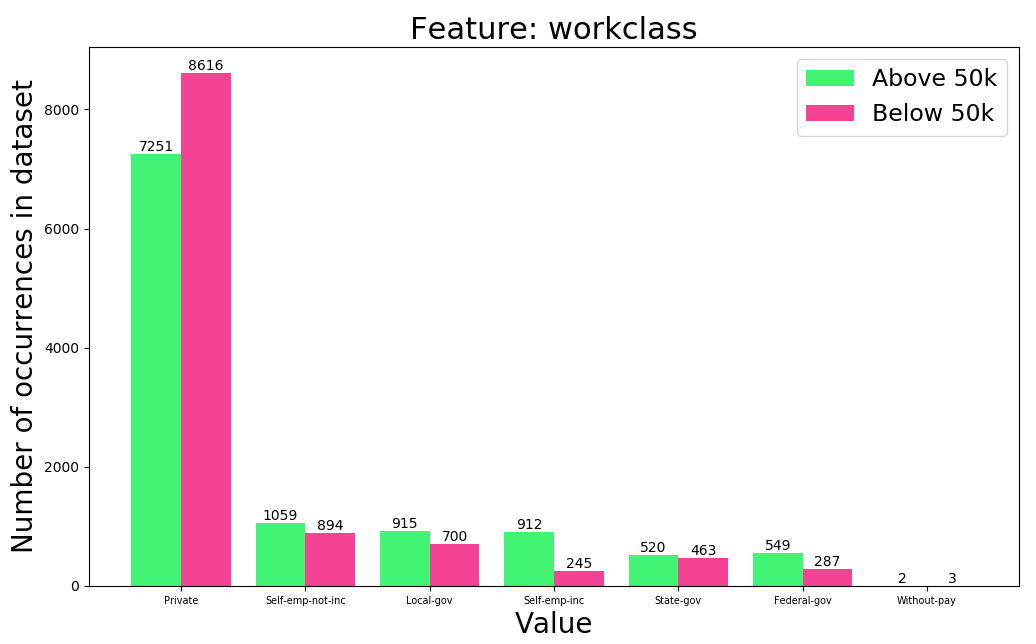 Feature: workclass
Above 50k
Below 50k
Number of occurrences in dataset
8000
6000
4000
2000
0
7251
8616
1059
894
915
700
912
245
520
463
549
287
2
3
Private
Self-emp-not-inc
Local-gov
Self-emp-inc
State-gov
Federal-gov
Without-pay
Value